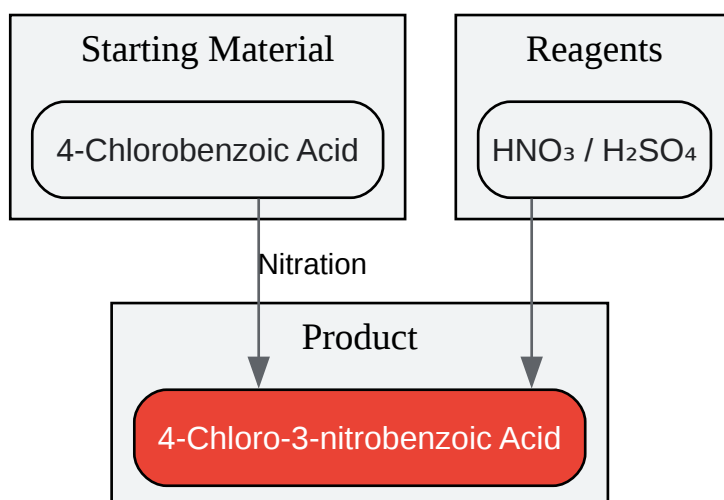 Starting Material
Reagents
4-Chlorobenzoic Acid
HNO₃ / H₂SO₄
Nitration
Product
4-Chloro-3-nitrobenzoic Acid